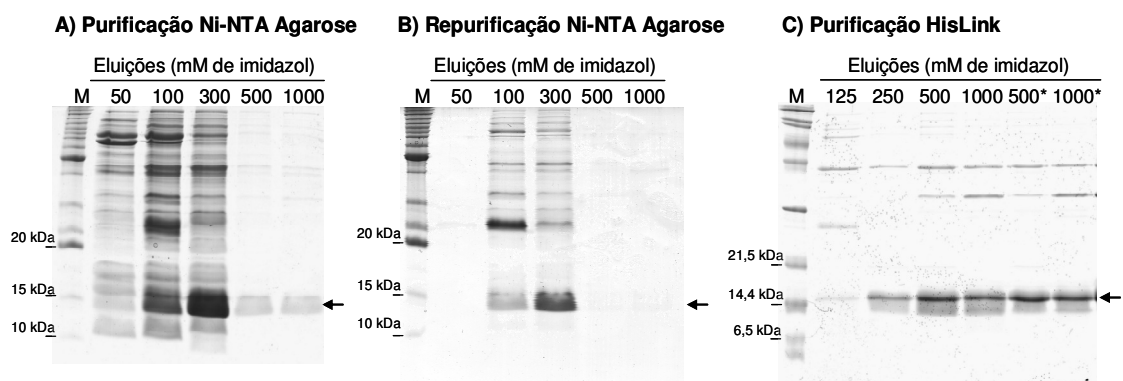 A) Purificação Ni-NTA Agarose
Eluições (mM de imidazol)
M 50 100 300 500 1000
20 kDa
15 kDa
10 kDa
B) Repurificação Ni-NTA Agarose
Eluições (mM de imidazol)
M 50 100 300 500 1000
20 kDa
15 kDa
10 kDa
C) Purificação HisLink
Eluições (mM de imidazol)
M 125 250 500 1000 500* 1000*
21,5 kDa
14,4 kDa
6,5 kDa